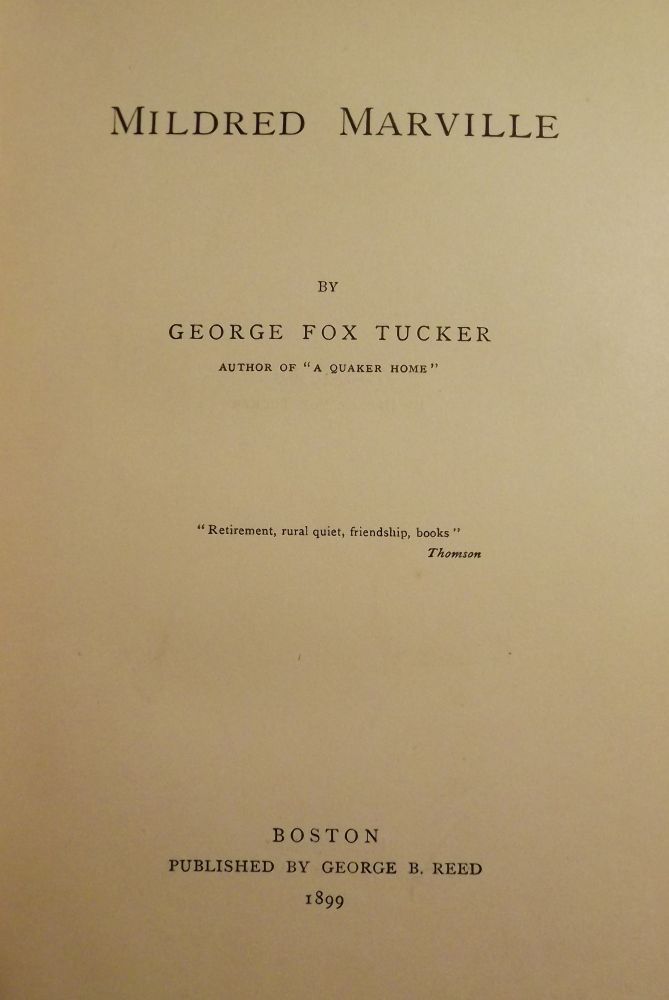 MILDRED MARVILLE
BY
GEORGE FOX TUCKER
AUTHOR OF "A QUAKER HOME"
"Retirement, rural quiet, friendship, books"
Thomson
BOSTON
PUBLISHED BY GEORGE B. REED
1899